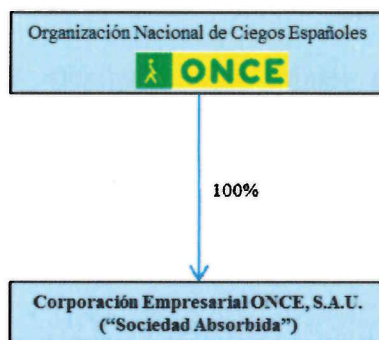 Organización Nacional de Ciegos Españoles
ONCE
100%
Corporación Empresarial ONCE, S.A.U.
(“Sociedad Absorbida”)